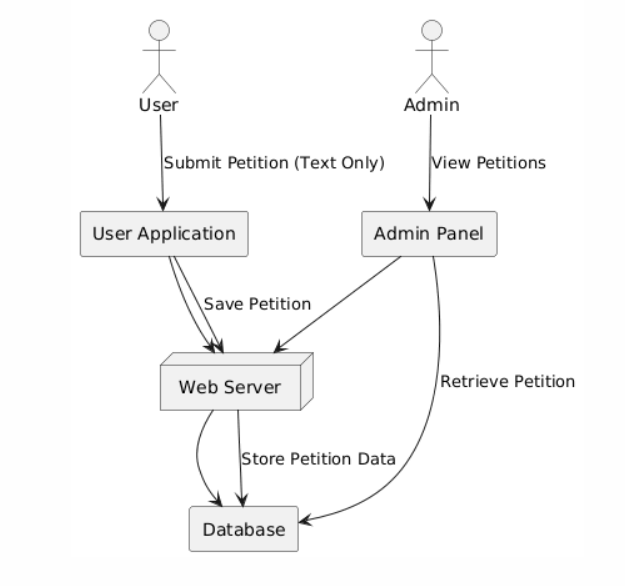 User
Admin
Submit Petition (Text Only)
View Petitions
User Application
Admin Panel
Save Petition
Web Server
Retrieve Petition
Store Petition Data
Database